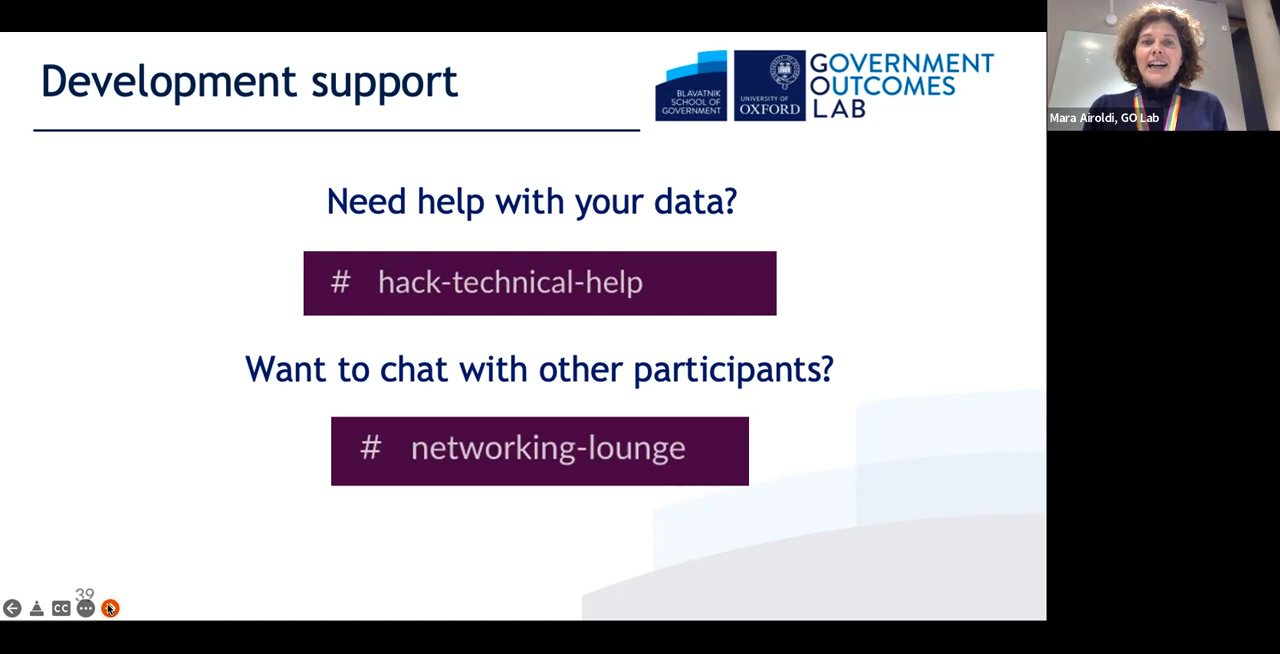 Development support
BLAVATNIK
SCHOOL OF
GOVERNMENT
UNIVERSITY OF
OXFORD
GOVERNMENT
OUTCOMES
LAB
Mara Airoldi, GO Lab
Need help with your data?
# hack-technical-help
Want to chat with other participants?
# networking-lounge
39
CC